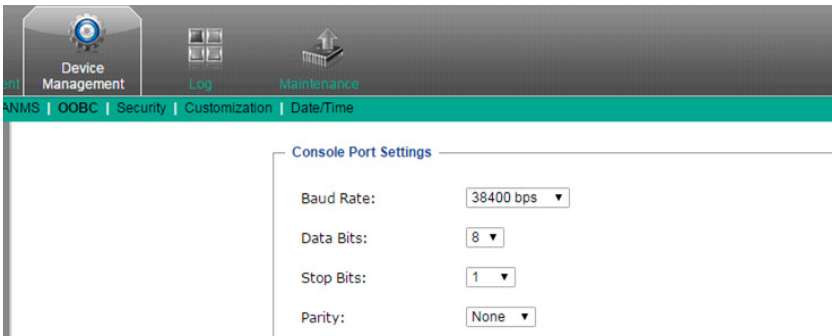 Device
Management
ent
Log
Maintenance
ANMS | OOBC | Security | Customization | Date/Time
Console Port Settings
Baud Rate: 38400 bps
Data Bits: 8
Stop Bits: 1
Parity: None